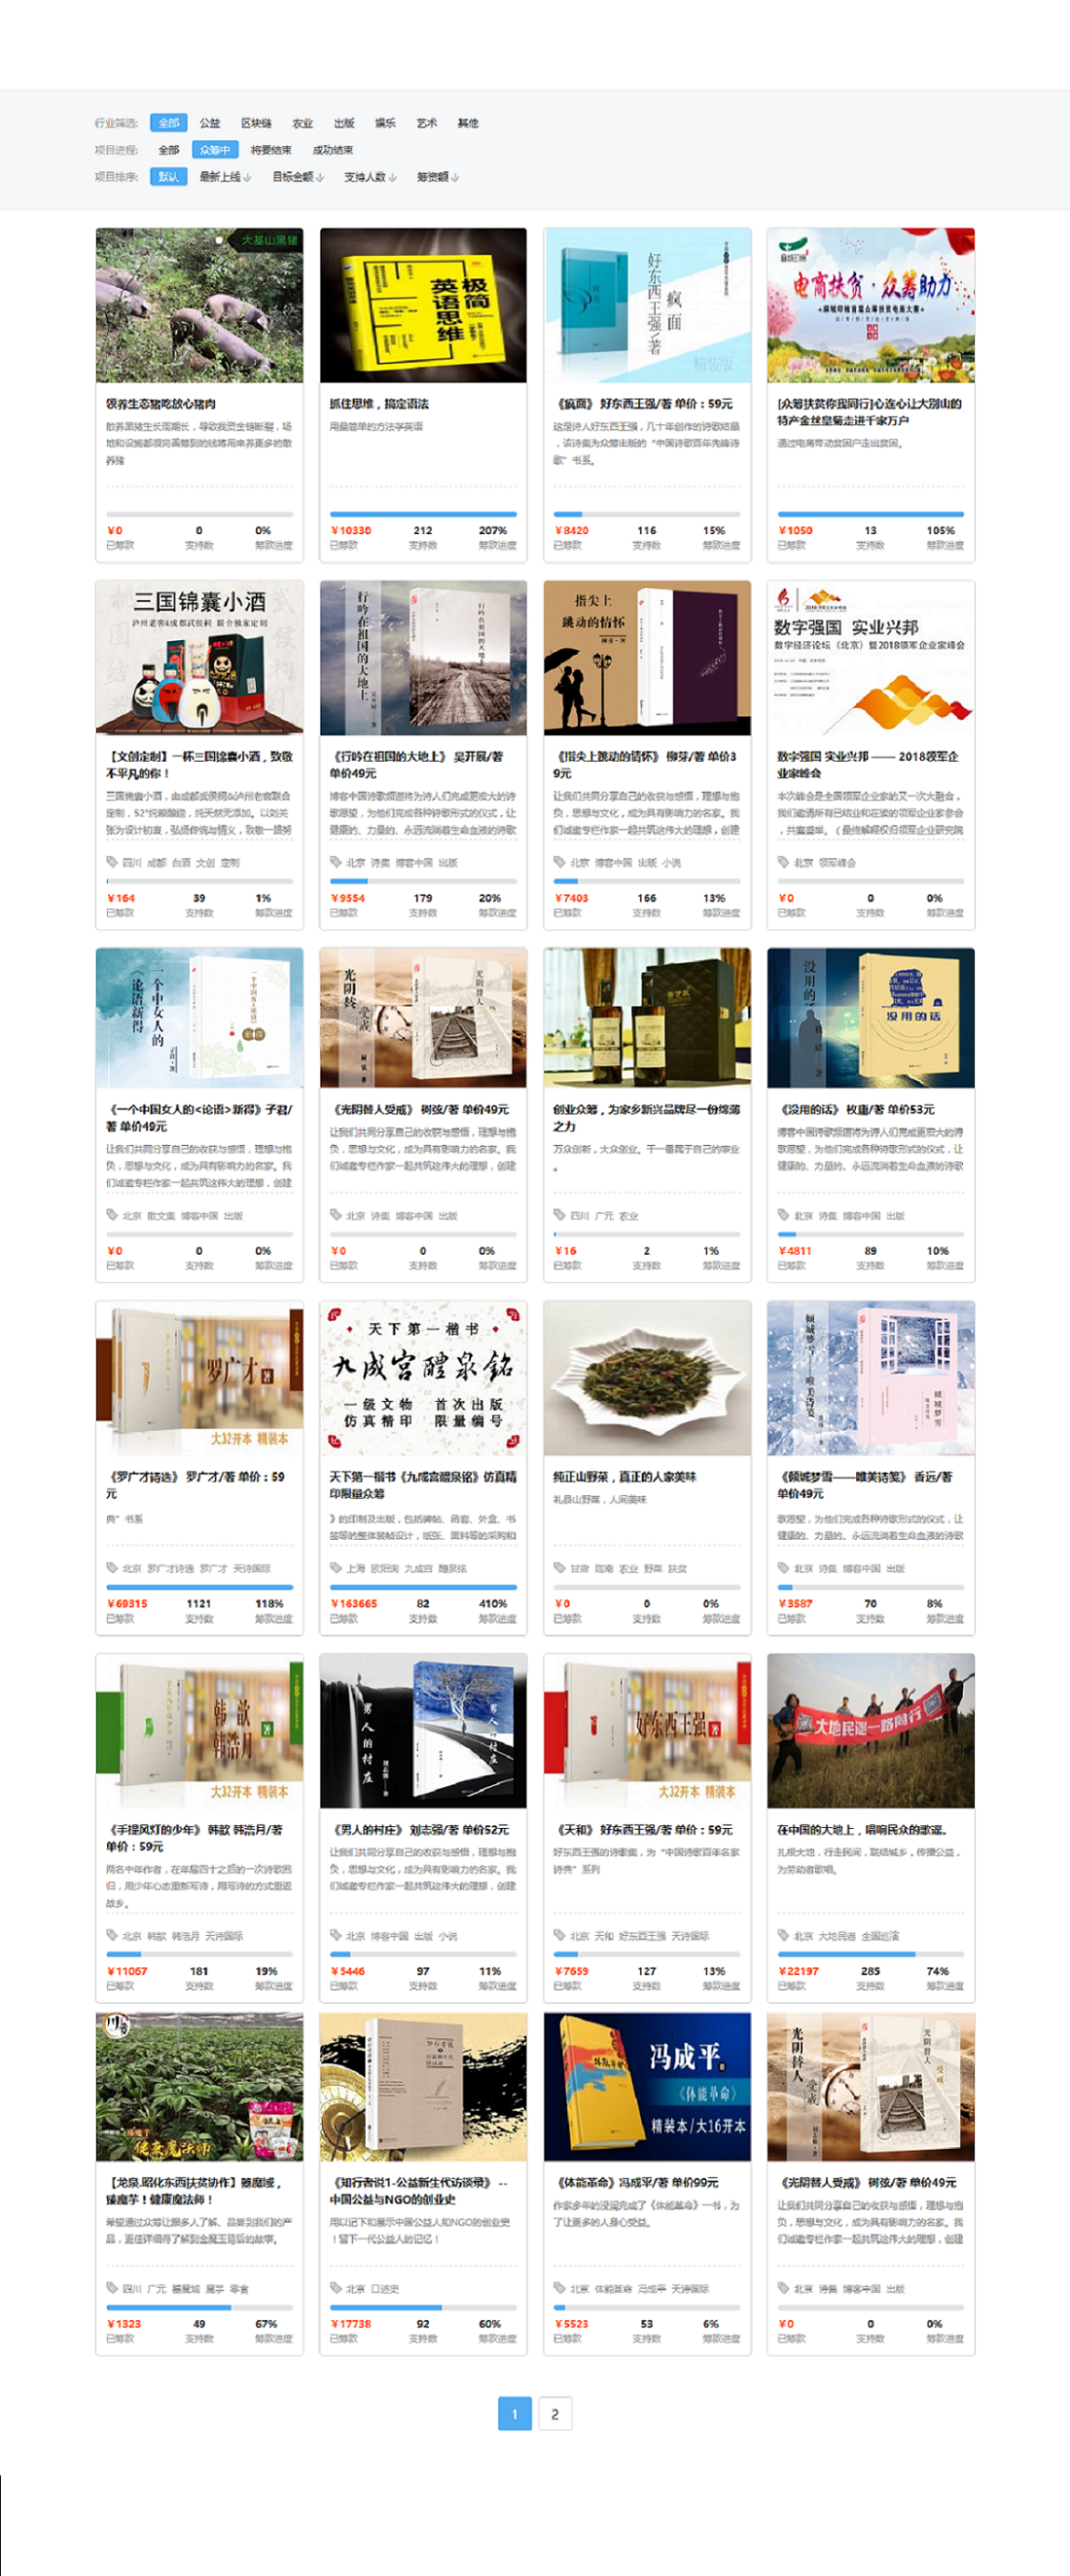 行业筛选: 全部 公益 区块链 农业 出版 娱乐 艺术 其他
项目进程: 全部 众筹中 将要结束 成功结束
项目排序: 默认 最新上线 目标金额 支持人数 筹资额
大基山黑猪
领养生态猪吃放心猪肉
散养黑猪生长周期长，导致我资金链断裂，场
地和设施都很完善筹到的钱将用来养更多的散
养猪
¥0 0 0%
已筹款 支持数 筹款进度
极简
英语思维
抓住思维，搞定语法
用最简单的方法学英语
¥10330 212 207%
已筹款 支持数 筹款进度
好东西王强/著
疯面
精装版
《疯面》 好东西王强/著 单价：59元
这是诗人好东西王强，几十年创作的诗歌结晶
，该诗集为众筹出版的“中国诗歌百年先锋诗
歌”书系。
¥8420 116 15%
已筹款 支持数 筹款进度
电商扶贫·众筹助力
[众筹扶贫你我同行]心连心让大别山的
特产金丝皇菊走进千家万户
通过电商带动贫困户走出贫困。
¥1050 13 105%
已筹款 支持数 筹款进度
三国锦囊小酒
泸州老窖&成都武侯祠 联合独家定制
【文创定制】一杯三国锦囊小酒，致敬
不平凡的你！
三国锦囊小酒，由成都武侯祠&泸州老窖联合
定制，52°纯粮酿造，纯天然无添加。以刘关
张为设计初衷，弘扬传统与情义，致敬一路努
四川 成都 白酒 文创 定制
¥164 39 1%
已筹款 支持数 筹款进度
行吟在祖国的大地上
《行吟在祖国的大地上》 吴开展/著
单价49元
博客中国诗歌频道将为诗人们完成更宏大的诗
歌愿望，为他们完成各种诗歌形式的仪式，让
健康的、力量的、永远流淌着生命血液的诗歌
北京 诗集 博客中国 出版
¥9554 179 20%
已筹款 支持数 筹款进度
指尖上
跳动的情怀
柳芽/著
《指尖上跳动的情怀》 柳芽/著 单价3
9元
让我们共同分享自己的收获与感悟，理想与抱
负，思想与文化，成为具有影响力的名家。我
们诚邀专栏作家一起共筑这伟大的理想，创建
北京 博客中国 出版 小说
¥7403 166 13%
已筹款 支持数 筹款进度
数字强国 实业兴邦
数字经济论坛（北京）暨2018领军企业家峰会
数字强国 实业兴邦 —— 2018领军企
业家峰会
本次峰会是全国领军企业家的又一次大融合，
我们邀请所有已结业和在读的领军企业家参会
，共襄盛举。（最终解释权归领军企业研究院
北京 领军峰会
¥0 0 0%
已筹款 支持数 筹款进度
一个中女人的
《论语新得
《一个中国女人的<论语>新得》子君/
著 单价49元
让我们共同分享自己的收获与感悟，理想与抱
负，思想与文化，成为具有影响力的名家。我
们诚邀专栏作家一起共筑这伟大的理想，创建
北京 散文集 博客中国 出版
¥0 0 0%
已筹款 支持数 筹款进度
光阴替人
受戒
《光阴替人受戒》 树弦/著 单价49元
让我们共同分享自己的收获与感悟，理想与抱
负，思想与文化，成为具有影响力的名家。我
们诚邀专栏作家一起共筑这伟大的理想，创建
北京 诗集 博客中国 出版
¥0 0 0%
已筹款 支持数 筹款进度
创业众筹，为家乡新兴品牌尽一份绵薄
之力
万众创新，大众创业。干一番属于自己的事业
。
四川 广元 农业
¥16 2 1%
已筹款 支持数 筹款进度
没用的话
《没用的话》 枚庸/著 单价53元
博客中国诗歌频道将为诗人们完成更宏大的诗
歌愿望，为他们完成各种诗歌形式的仪式，让
健康的、力量的、永远流淌着生命血液的诗歌
北京 诗集 博客中国 出版
¥4811 89 10%
已筹款 支持数 筹款进度
罗广才 著
大32开本 精装本
《罗广才诗选》 罗广才/著 单价：59
元
典”书系
北京 罗广才诗选 罗广才 天诗国际
¥69315 1121 118%
已筹款 支持数 筹款进度
天下第一楷书
九成宫醴泉铭
一级文物 首次出版
仿真精印 限量编号
天下第一楷书《九成宫醴泉铭》仿真精
印限量众筹
》的印制及出版，包括碑帖、函套、外盒、书
签等的整体装帧设计，纸张、面料等的采购和
上海 欧阳询 九成宫 醴泉铭
¥163665 82 410%
已筹款 支持数 筹款进度
纯正山野菜，真正的人家美味
礼县山野菜，人间美味
甘肃 陇南 农业 野菜 扶贫
¥0 0 0%
已筹款 支持数 筹款进度
倾城梦雪——唯美诗笺
《倾城梦雪——唯美诗笺》 香远/著
单价49元
歌愿望，为他们完成各种诗歌形式的仪式，让
健康的、力量的、永远流淌着生命血液的诗歌
北京 诗集 博客中国 出版
¥3587 70 8%
已筹款 支持数 筹款进度
韩歆
韩浩月 著
大32开本 精装本
《手提风灯的少年》 韩歆 韩浩月/著
单价：59元
两名中年作者，在年届四十之后的一次诗歌回
归，用少年心态重新写诗，用写诗的方式重返
故乡。
北京 韩歆 韩浩月 天诗国际
¥11067 181 19%
已筹款 支持数 筹款进度
男人的村庄
《男人的村庄》 刘志强/著 单价52元
让我们共同分享自己的收获与感悟，理想与抱
负，思想与文化，成为具有影响力的名家。我
们诚邀专栏作家一起共筑这伟大的理想，创建
北京 博客中国 出版 小说
¥5446 97 11%
已筹款 支持数 筹款进度
好东西王强 著
大32开本 精装本
《天和》 好东西王强/著 单价：59元
好东西王强的诗歌集，为“中国诗歌百年名家
诗典”系列
北京 天和 好东西王强 天诗国际
¥7659 127 13%
已筹款 支持数 筹款进度
大地民谣一路同行
在中国的大地上，唱响民众的歌谣。
扎根大地，行走民间，联结城乡，传播公益，
为劳动者歌唱。
北京 大地民谣 全国巡演
¥22197 285 74%
已筹款 支持数 筹款进度
健康魔法师
【龙泉.昭化东西扶贫协作】魕魔域，
臻魔芋！健康魔法师！
希望通过众筹让跟多人了解、品尝到我们的产
品，更佳详细得了解到金魔玉背后的故事。
四川 广元 魔芋 零食
¥1323 49 67%
已筹款 支持数 筹款进度
《知行者说1-公益新生代访谈录》 --
中国公益与NGO的创业史
用以记下和展示中国公益人和NGO的创业史
！留下一代公益人的记忆！
北京 口述史
¥17738 92 60%
已筹款 支持数 筹款进度
冯成平
《体能革命》
精装本/大16开本
《体能革命》冯成平/著 单价99元
作家多年的浸润完成了《体能革命》一书，为
了让更多的人身心受益。
北京 体能革命 冯成平 天诗国际
¥5523 53 6%
已筹款 支持数 筹款进度
光阴替人
受戒
《光阴替人受戒》 树弦/著 单价49元
让我们共同分享自己的收获与感悟，理想与抱
负，思想与文化，成为具有影响力的名家。我
们诚邀专栏作家一起共筑这伟大的理想，创建
北京 诗集 博客中国 出版
¥0 0 0%
已筹款 支持数 筹款进度
1 2